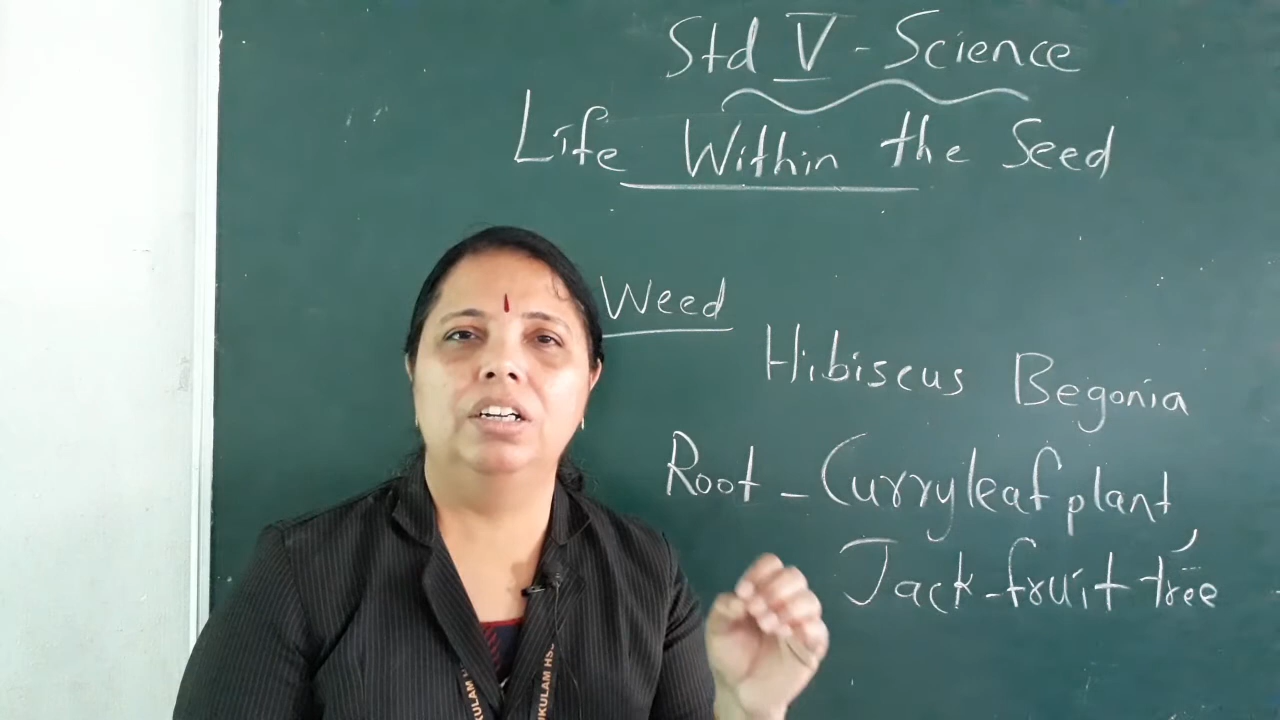 Std V - Science
Life Within the Seed
Weed
Hibiscus Begonia
Root - Curryleaf plant,
Jack-fruit tree